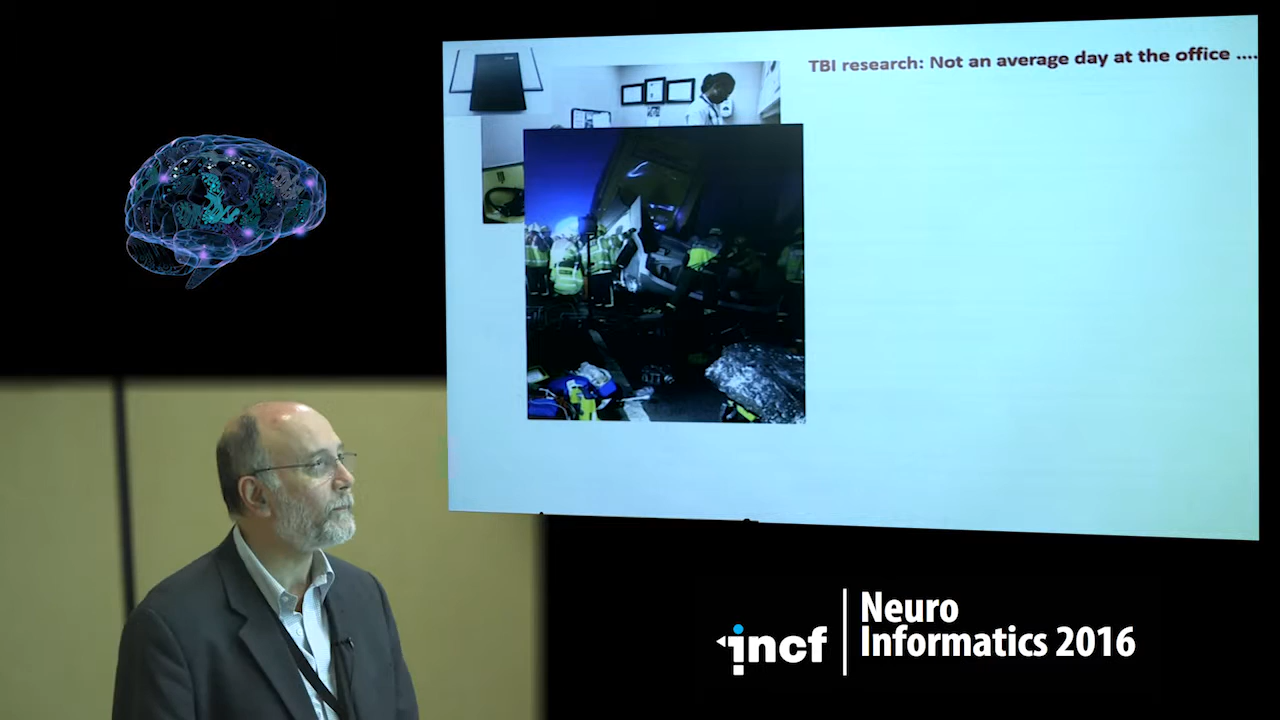 TBI research: Not an average day at the office ....
incf
Neuro
Informatics 2016